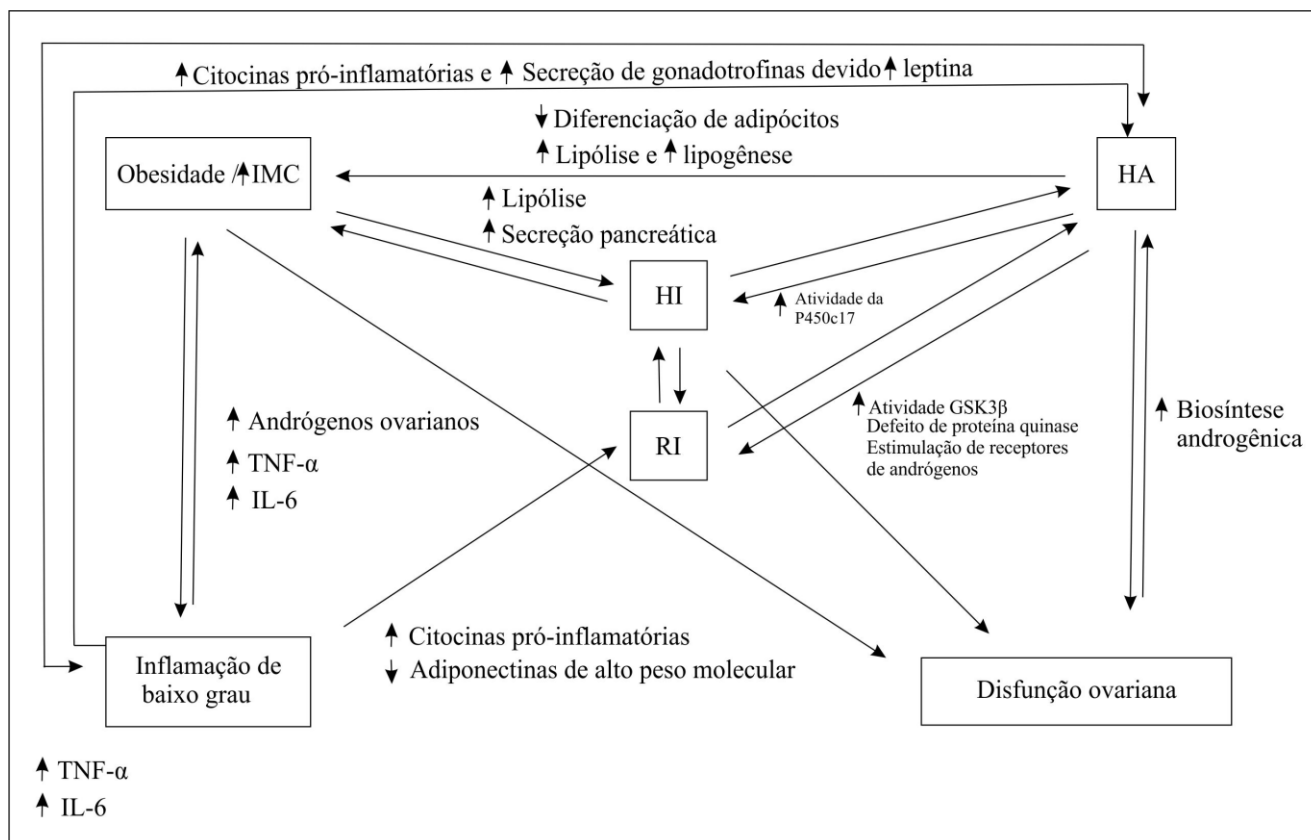 ↑ Citocinas pró-inflamatórias e ↑ Secreção de gonadotrofinas devido ↑ leptina
↓ Diferenciação de adipócitos
↑ Lipólise e ↑ lipogênese
Obesidade /↑IMC
HA
↑ Lipólise
↑ Secreção pancreática
HI
↑ Atividade da
P450c17
↑ Andrógenos ovarianos
↑ TNF-α
↑ IL-6
RI
↑ Atividade GSK3β
Defeito de proteína quinase
Estimulação de receptores
de andrógenos
↑ Biosíntese
androgênica
↑ Citocinas pró-inflamatórias
↓ Adiponectinas de alto peso molecular
Inflamação de
baixo grau
Disfunção ovariana
↑ TNF-α
↑ IL-6